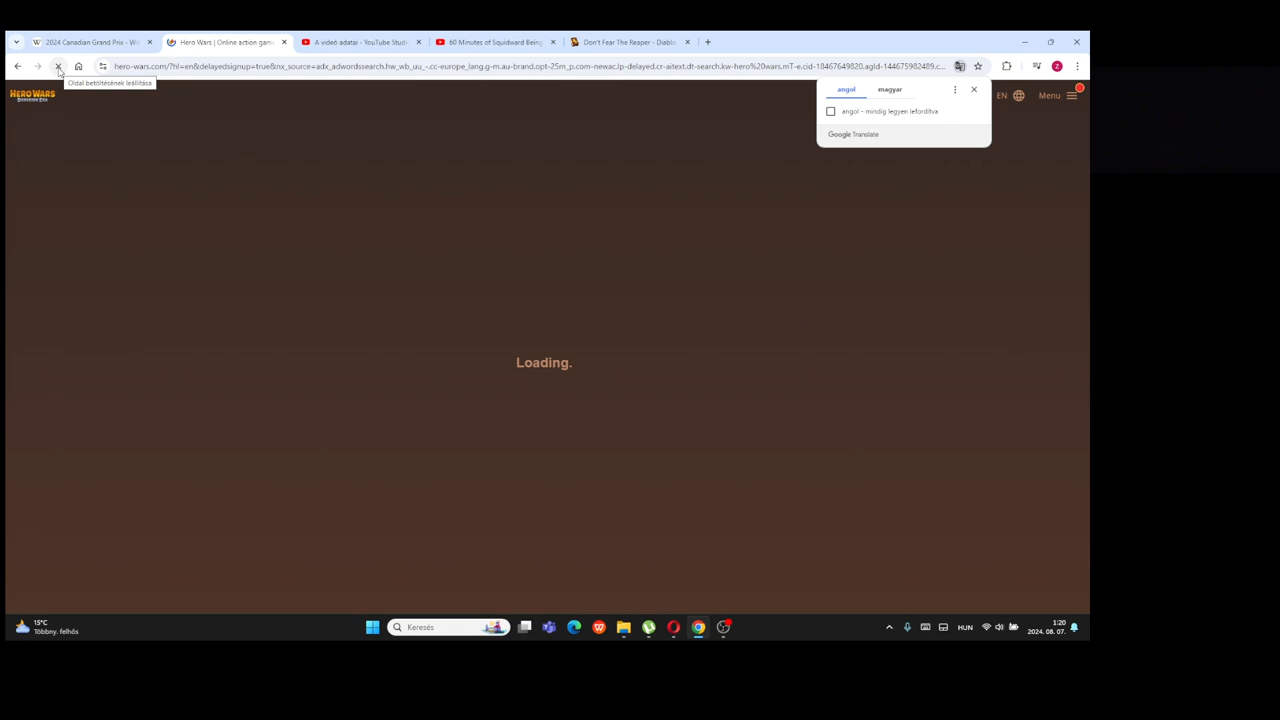 2024 Canadian Grand Prix - Wi
Hero Wars | Online action gam
A videó adatai - YouTube Studi
60 Minutes of Squidward Being
Don't Fear The Reaper - Diablo
hero-wars.com/?hl=en&delayedsignup=true&nx_source=adx_adwordssearch.hw_wb_uu_-.cc-europe_lang.g-m.au-brand.opt-25m_p.com-newac.lp-delayed.cr-aitext.dt-search.kw-hero%20wars.mT-e.cid-18467649820.agId-144675982489.c...
Z
Oldal betöltésének leállítása
HERO WARS
DOMINION ERA
angol
magyar
angol - mindig legyen lefordítva
Google Translate
EN
Menu
Loading.
15°C
Többny. felhős
Keresés
HUN
1:20
2024. 08. 07.